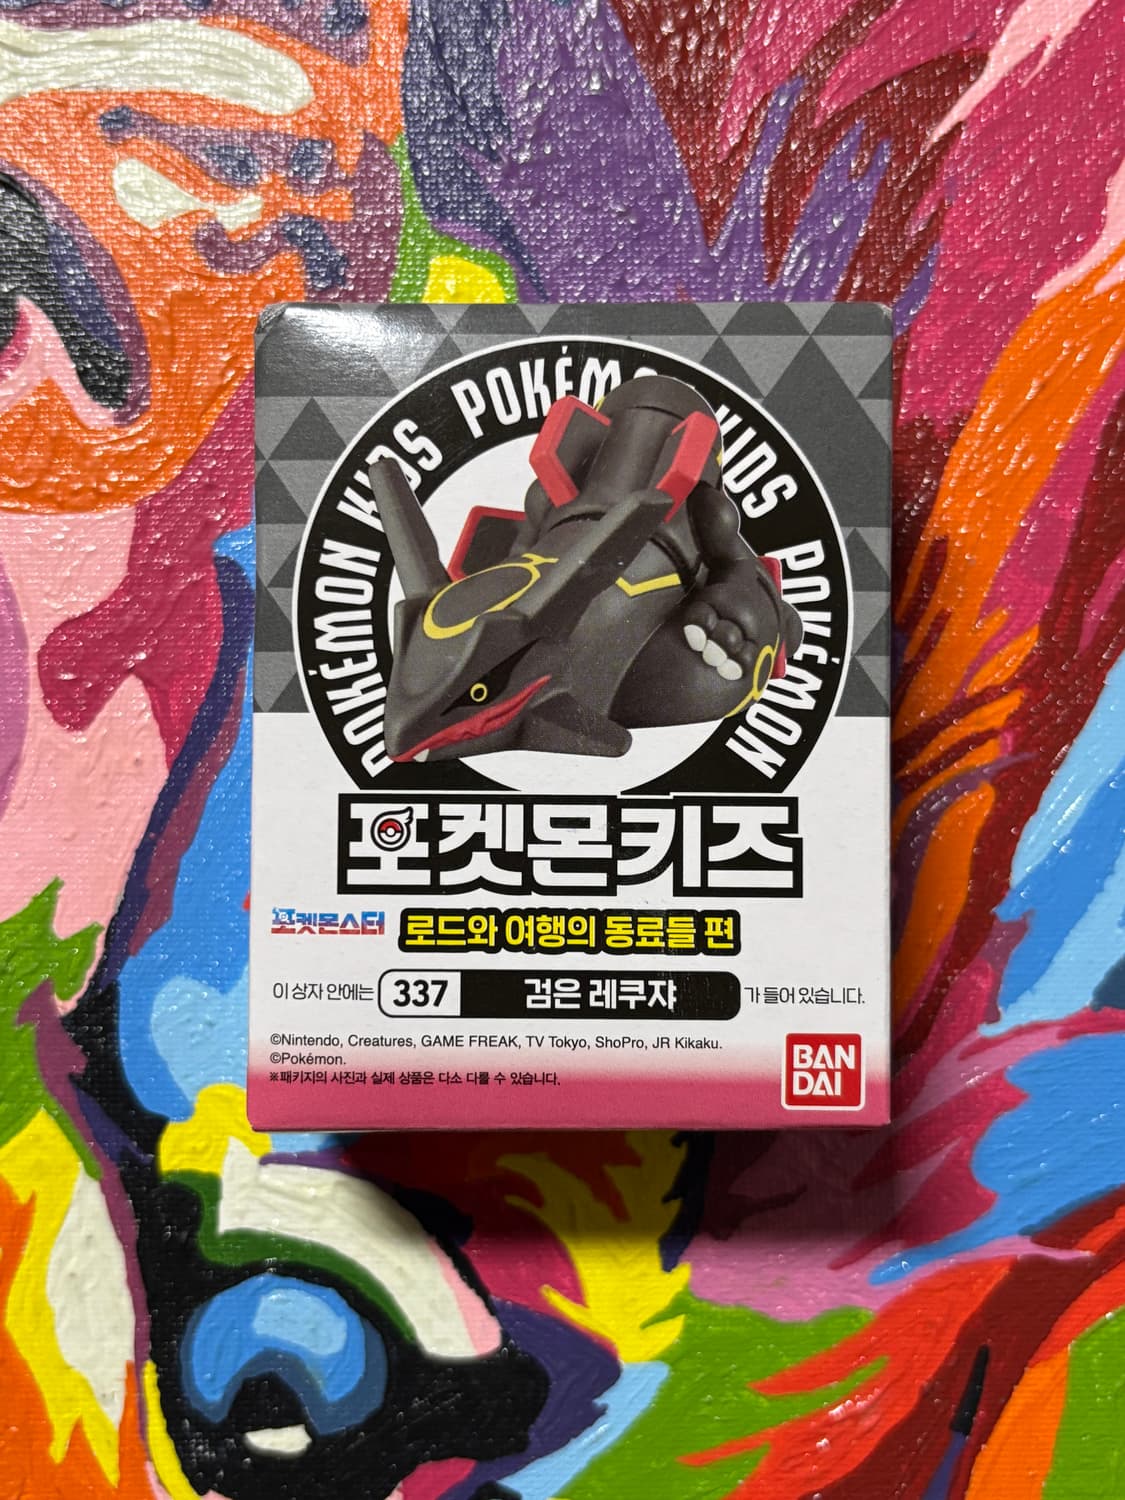 POKÉMON KIDS POKÉMON KIDS POKÉMON
포켓몬키즈
포켓몬스터 로드와 여행의 동료들 편
이 상자 안에는 337 검은 레쿠쟈 가 들어 있습니다.
©Nintendo, Creatures, GAME FREAK, TV Tokyo, ShoPro, JR Kikaku.
©Pokémon.
※패키지의 사진과 실제 상품은 다소 다를 수 있습니다.
BAN
DAI